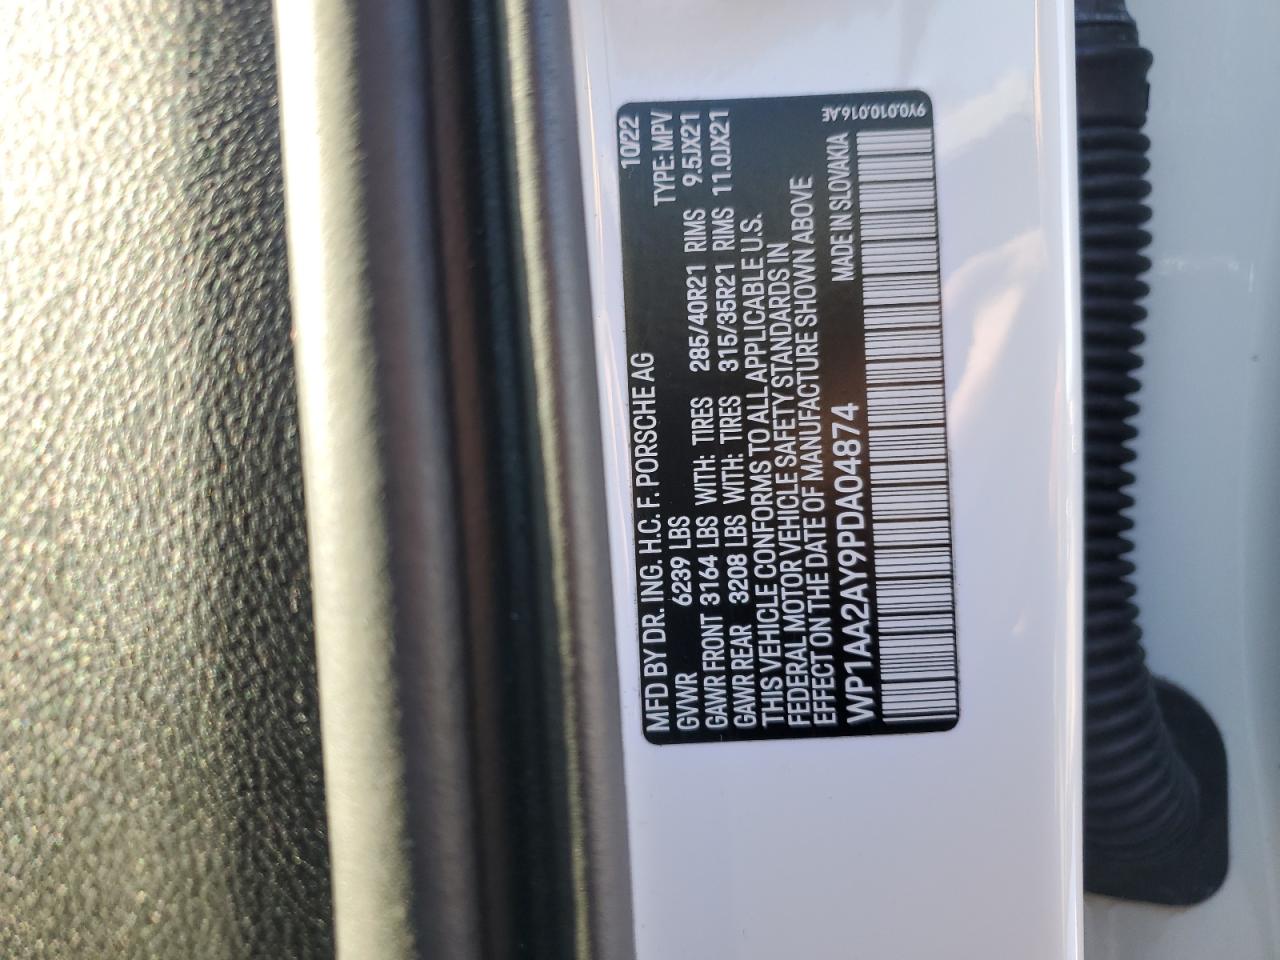 MFD BY DR. ING. H.C. F. PORSCHE AG 10/22
GVWR 6239 LBS TYPE: MPV
GAWR FRONT 3164 LBS WITH: TIRES 285/40R21 RIMS 9.5JX21
GAWR REAR 3208 LBS WITH: TIRES 315/35R21 RIMS 11.0JX21
THIS VEHICLE CONFORMS TO ALL APPLICABLE U.S.
FEDERAL MOTOR VEHICLE SAFETY STANDARDS IN
EFFECT ON THE DATE OF MANUFACTURE SHOWN ABOVE
WP1AA2AY9PDA04874 MADE IN SLOVAKIA
9Y0.010.016.AE